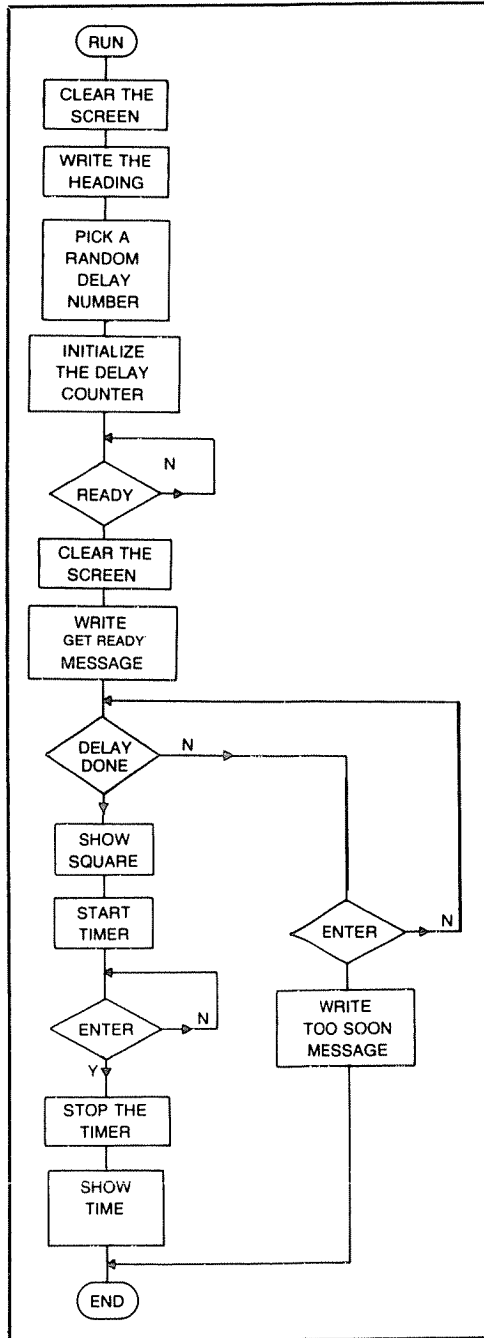 RUN
CLEAR THE
SCREEN
WRITE THE
HEADING
PICK A
RANDOM
DELAY
NUMBER
INITIALIZE
THE DELAY
COUNTER
N
READY
CLEAR THE
SCREEN
WRITE
GET READY
MESSAGE
DELAY
DONE
N
SHOW
SQUARE
START
TIMER
ENTER
N
WRITE
TOO SOON
MESSAGE
ENTER
N
Y
STOP THE
TIMER
SHOW
TIME
END